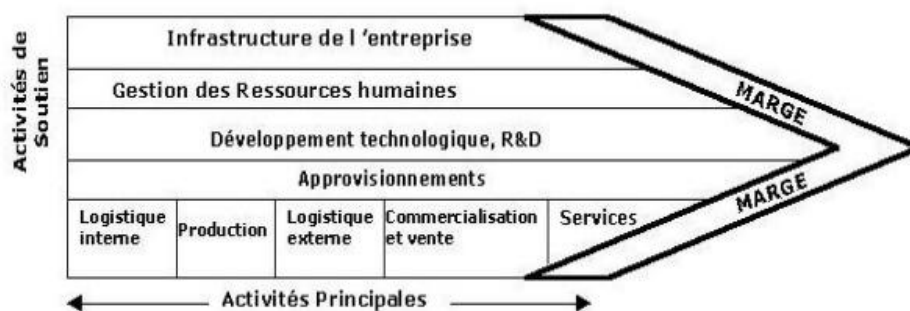 Activités de
Soutien
Infrastructure de l 'entreprise
Gestion des Ressources humaines
Développement technologique, R&D
Approvisionnements
Logistique
interne
Production
Logistique
externe
Commercialisation
et vente
Services
MARGE
MARGE
Activités Principales